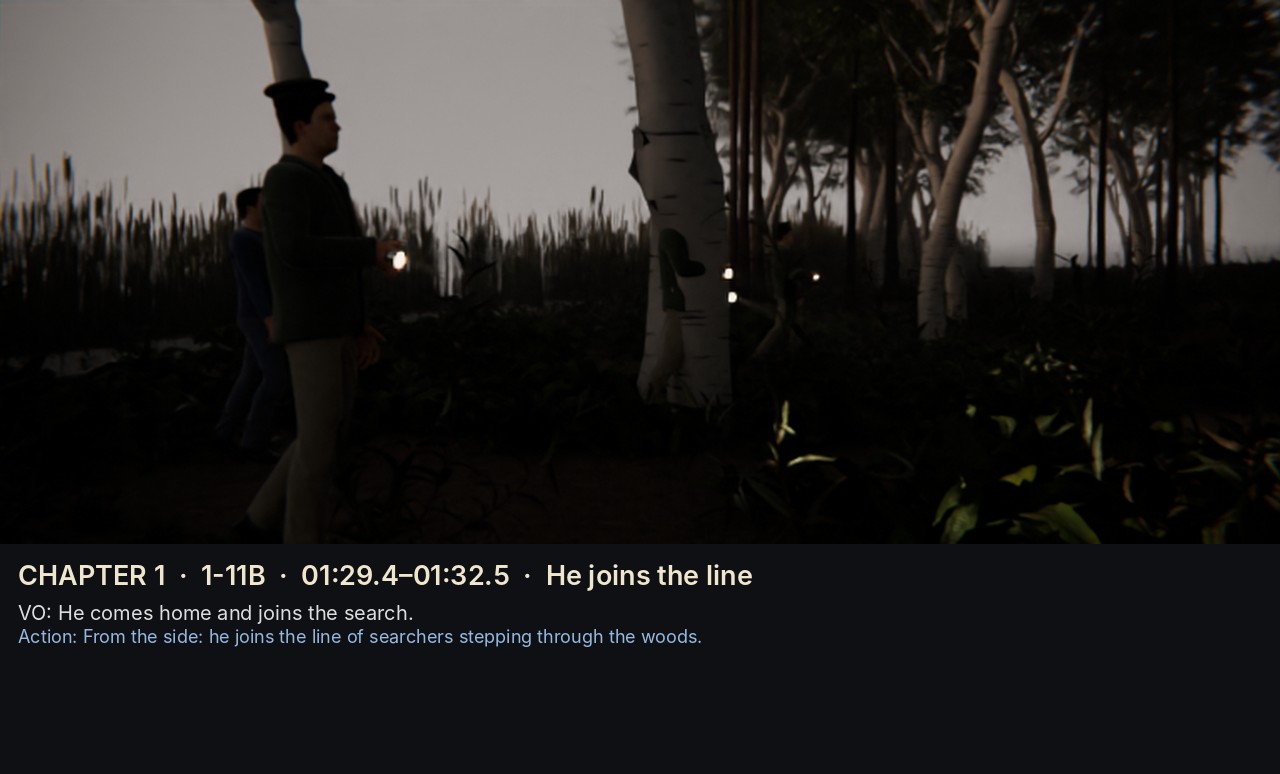 CHAPTER 1 · 1-11B · 01:29.4–01:32.5 · He joins the line
VO: He comes home and joins the search.
Action: From the side: he joins the line of searchers stepping through the woods.